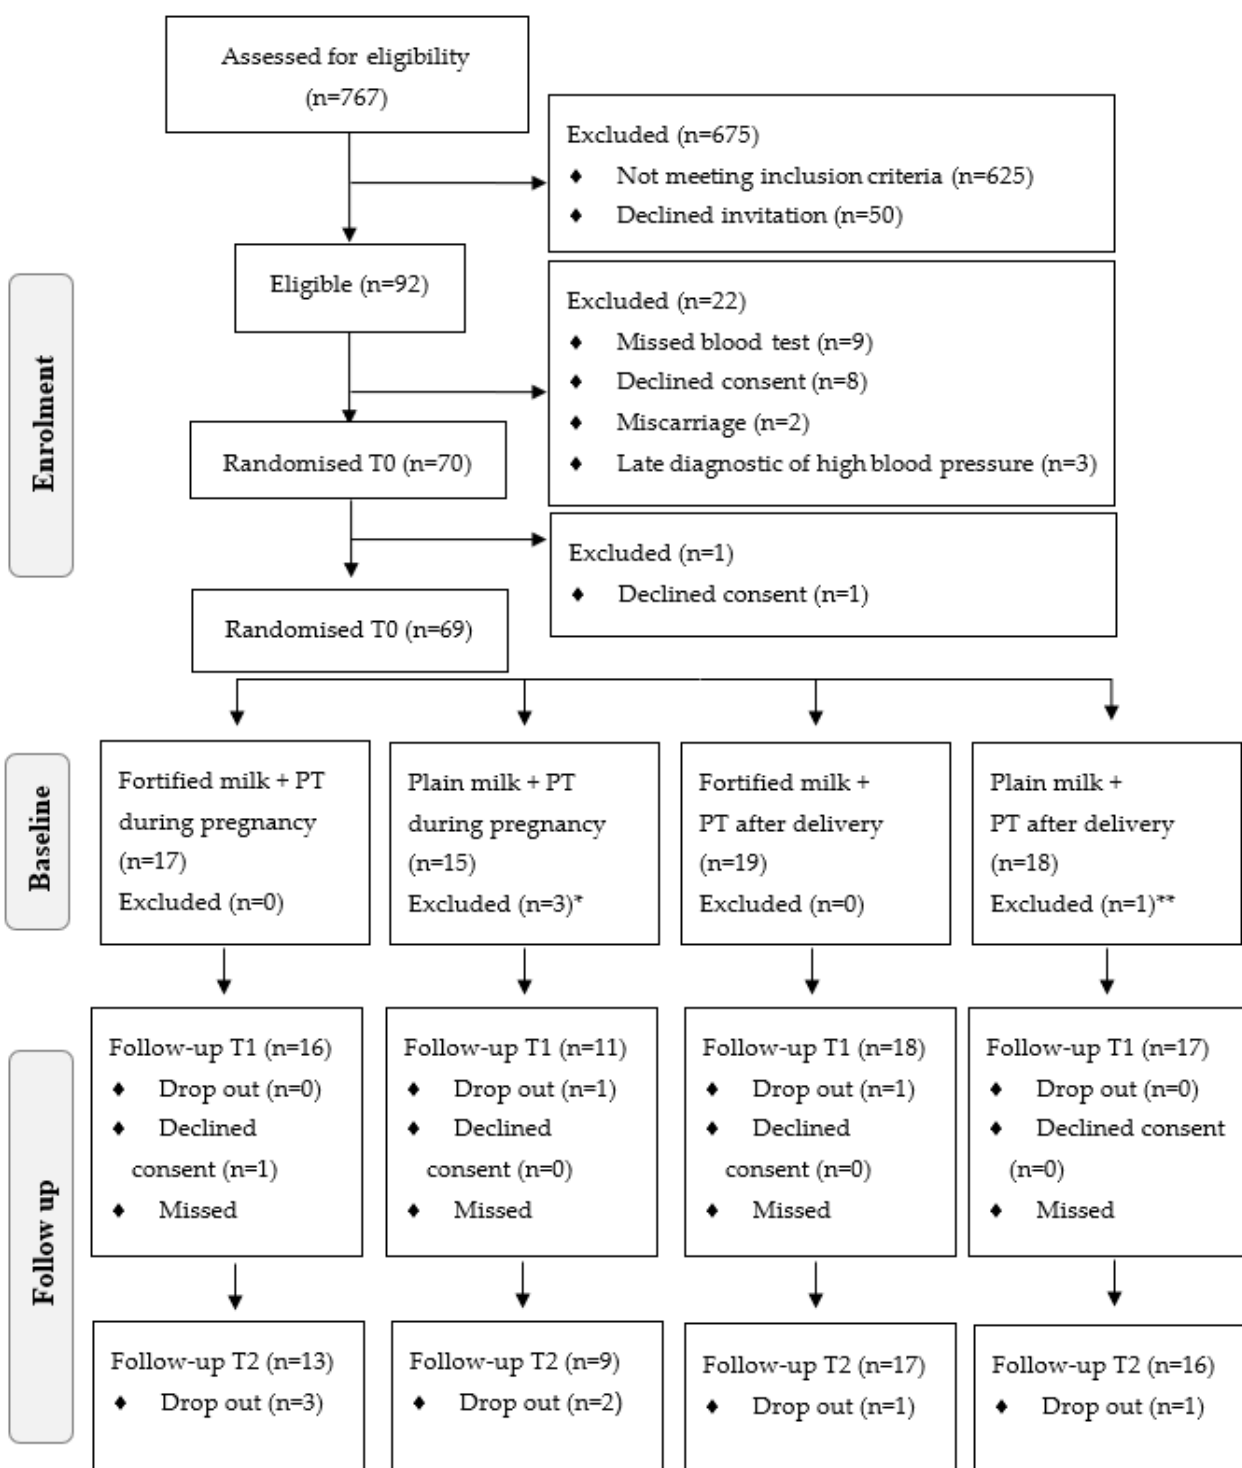 Assessed for eligibility
(n=767)
Excluded (n=675)
♦ Not meeting inclusion criteria (n=625)
♦ Declined invitation (n=50)
Eligible (n=92)
Excluded (n=22)
♦ Missed blood test (n=9)
♦ Declined consent (n=8)
♦ Miscarriage (n=2)
♦ Late diagnostic of high blood pressure (n=3)
Enrolment
Randomised T0 (n=70)
Excluded (n=1)
♦ Declined consent (n=1)
Randomised T0 (n=69)
Baseline
Fortified milk + PT
during pregnancy
(n=17)
Excluded (n=0)
Plain milk + PT
during pregnancy
(n=15)
Excluded (n=3)*
Fortified milk +
PT after delivery
(n=19)
Excluded (n=0)
Plain milk +
PT after delivery
(n=18)
Excluded (n=1)**
Follow up
Follow-up T1 (n=16)
♦ Drop out (n=0)
♦ Declined
consent (n=1)
♦ Missed
Follow-up T1 (n=11)
♦ Drop out (n=1)
♦ Declined
consent (n=0)
♦ Missed
Follow-up T1 (n=18)
♦ Drop out (n=1)
♦ Declined
consent (n=0)
♦ Missed
Follow-up T1 (n=17)
♦ Drop out (n=0)
♦ Declined consent
(n=0)
♦ Missed
Follow-up T2 (n=13)
♦ Drop out (n=3)
Follow-up T2 (n=9)
♦ Drop out (n=2)
Follow-up T2 (n=17)
♦ Drop out (n=1)
Follow-up T2 (n=16)
♦ Drop out (n=1)